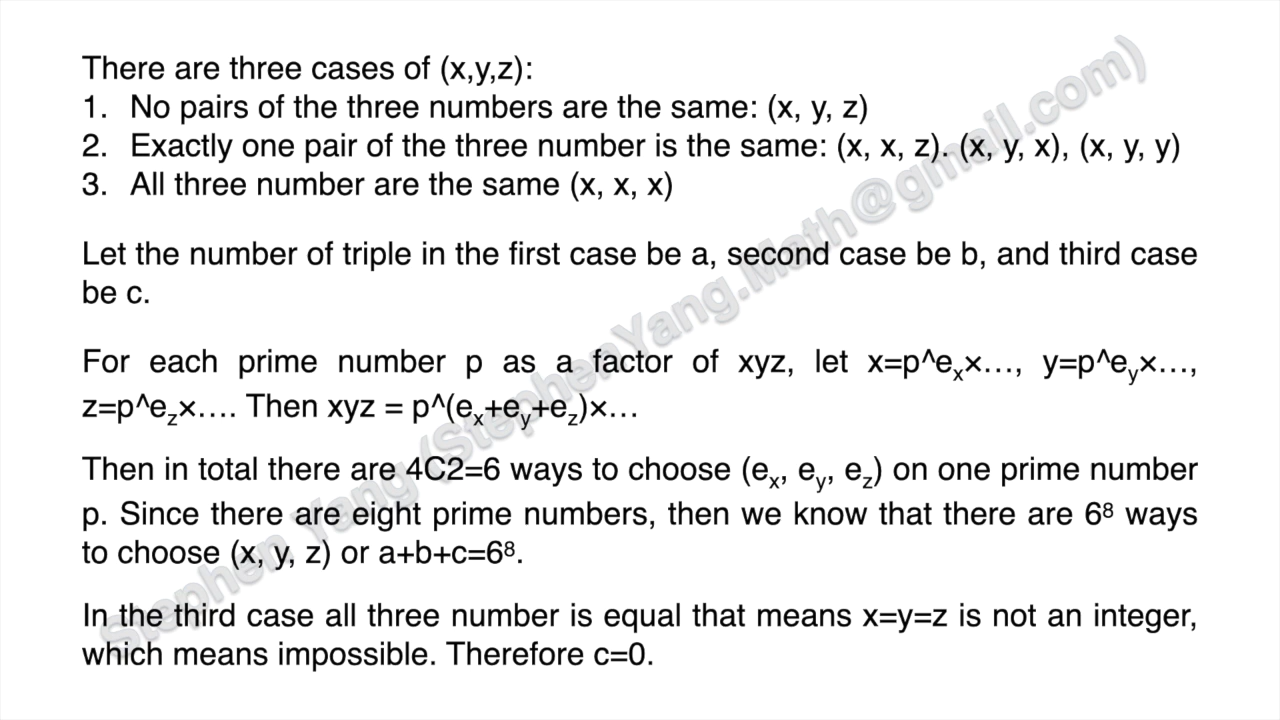 There are three cases of (x,y,z):
1. No pairs of the three numbers are the same: (x, y, z)
2. Exactly one pair of the three number is the same: (x, x, z). (x, y, x), (x, y, y)
3. All three number are the same (x, x, x)
Let the number of triple in the first case be a, second case be b, and third case
be c.
For each prime number p as a factor of xyz, let x=p^eₓ×…, y=p^e_y×…,
z=p^e_z×…. Then xyz = p^(eₓ+e_y+e_z)×…
Then in total there are 4C2=6 ways to choose (eₓ, e_y, e_z) on one prime number
p. Since there are eight prime numbers, then we know that there are 6⁸ ways
to choose (x, y, z) or a+b+c=6⁸.
In the third case all three number is equal that means x=y=z is not an integer,
which means impossible. Therefore c=0.
Stephen Yang (StephenYang.Math@gmail.com)